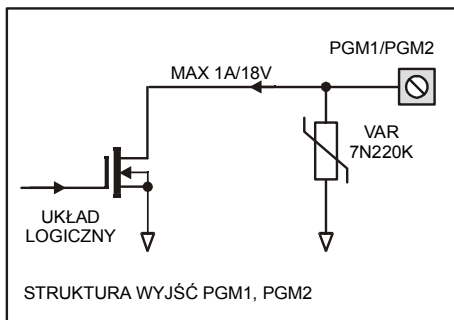 PGM1/PGM2
MAX 1A/18V
VAR
7N220K
UKŁAD
LOGICZNY
STRUKTURA WYJŚĆ PGM1, PGM2